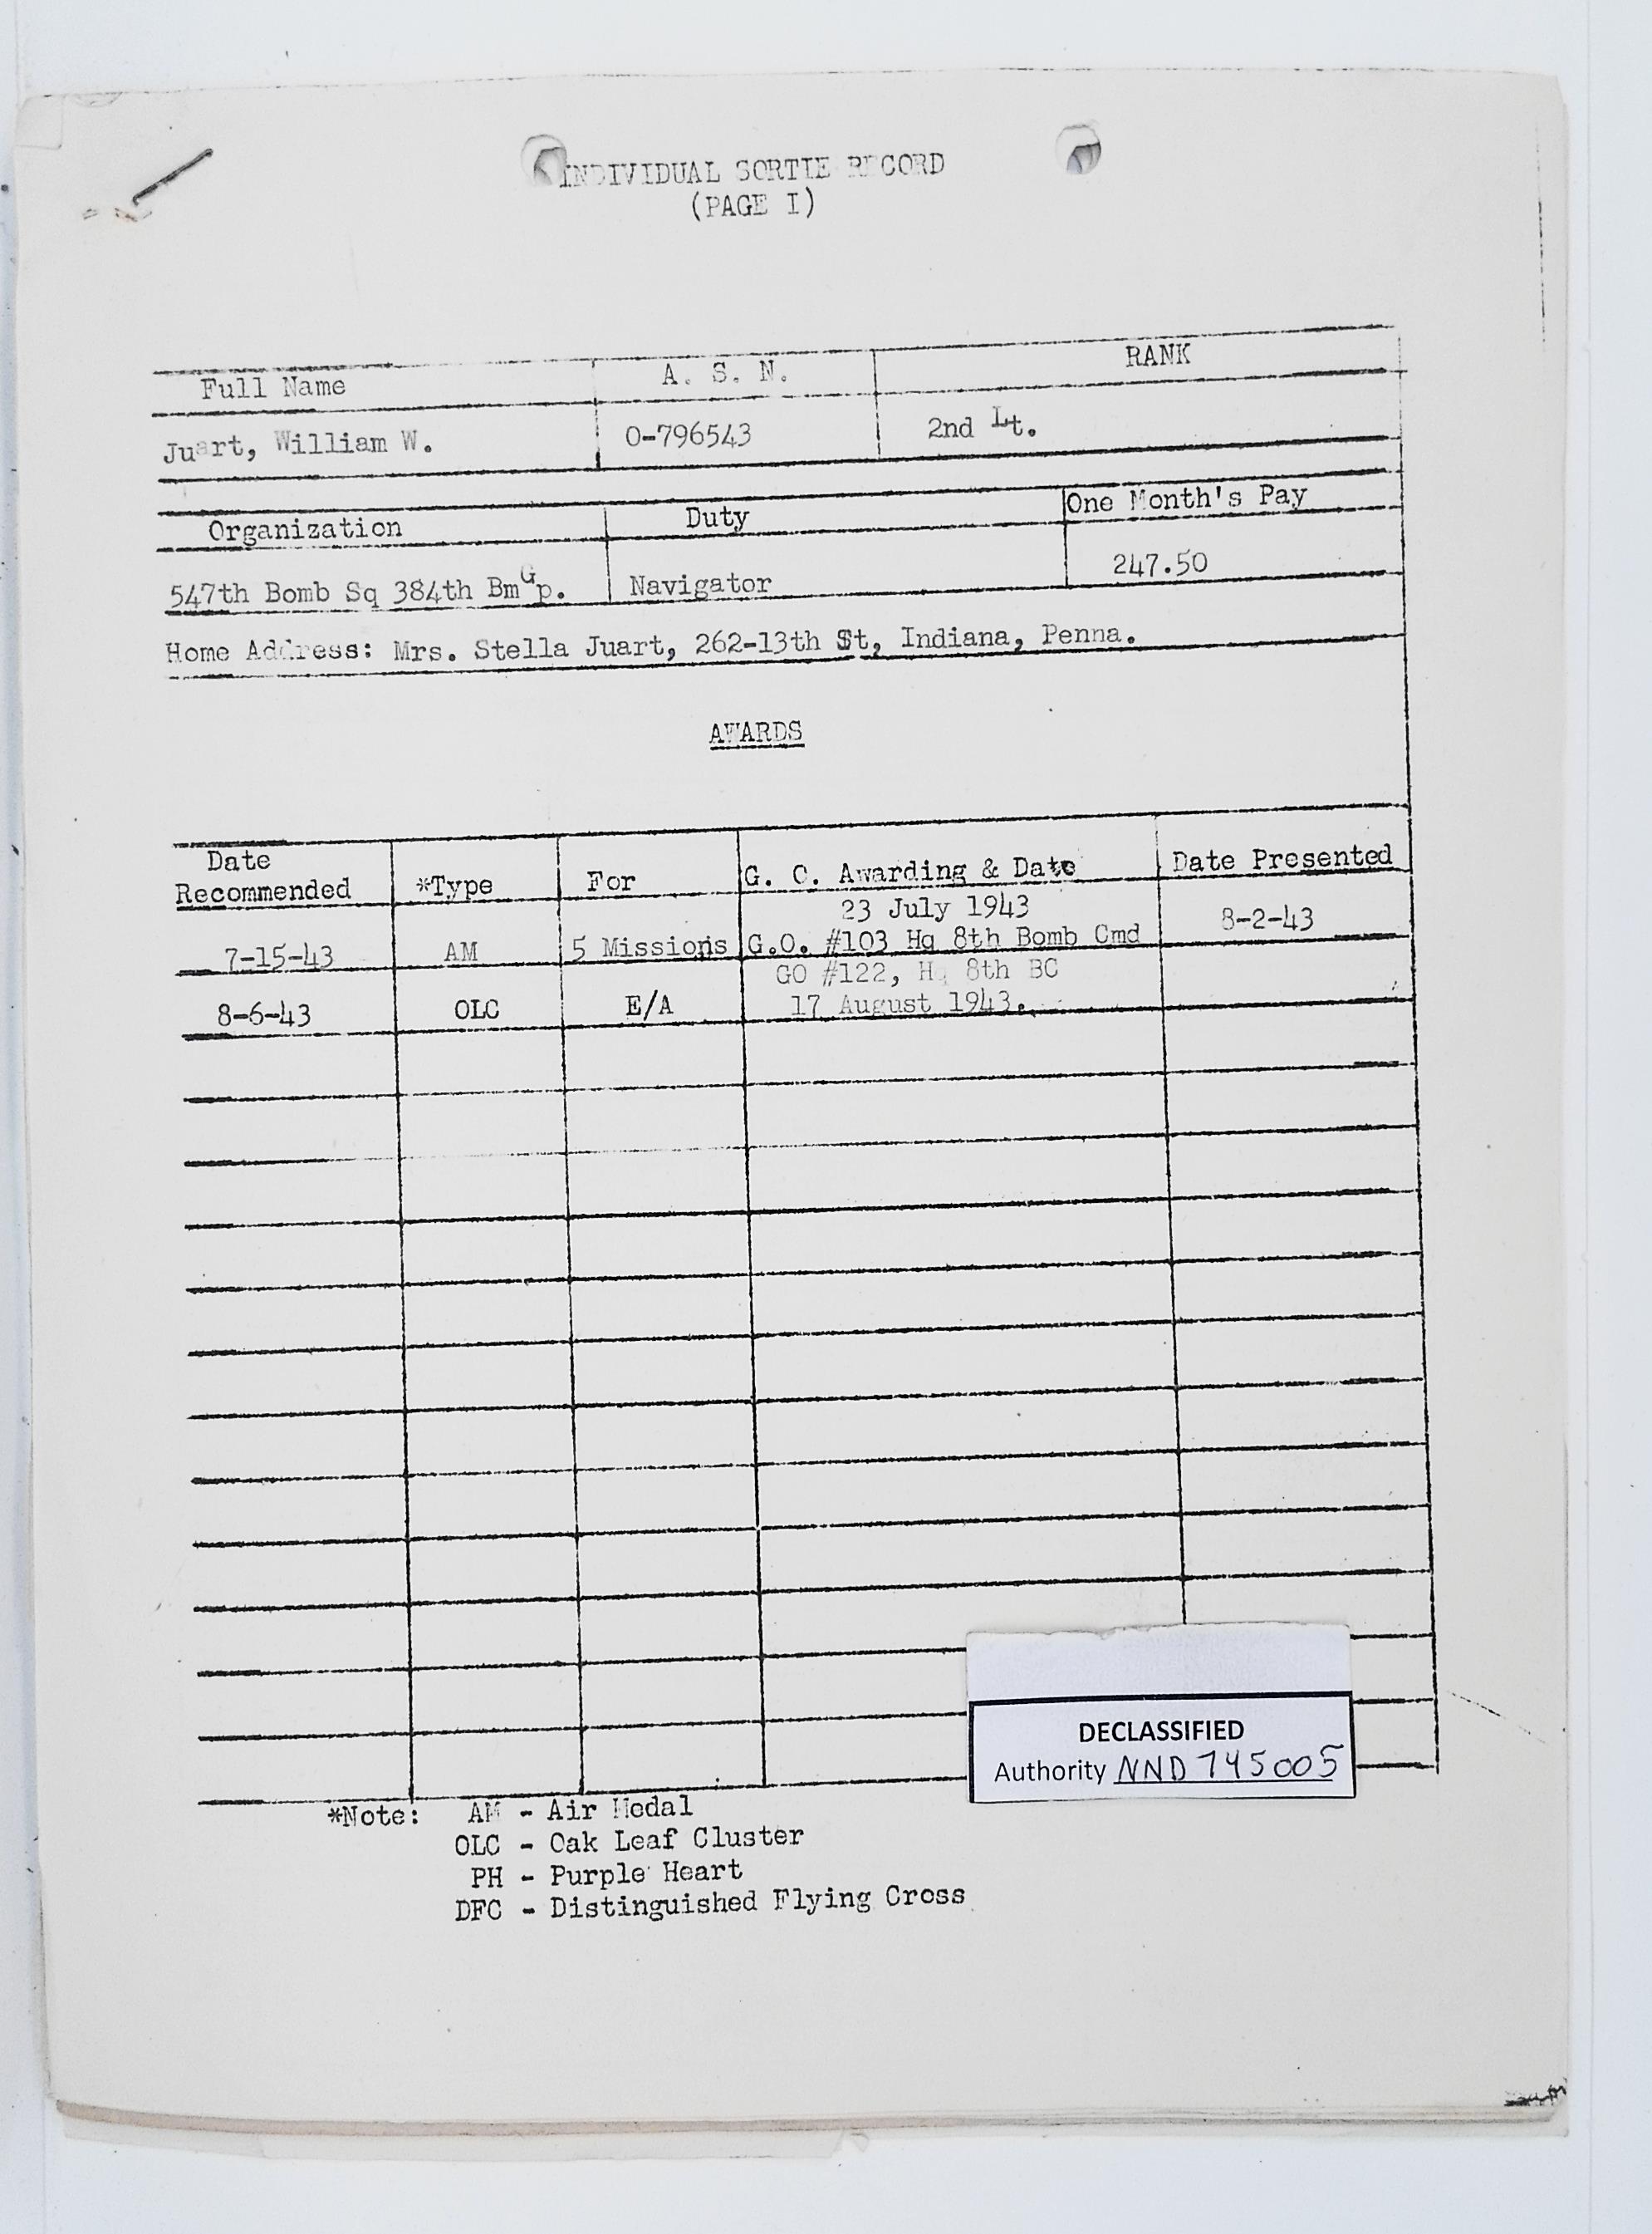 INDIVIDUAL SORTIE RECORD
(PAGE I)
Full Name A. S. N. RANK
Juart, William W. O-796543 2nd Lt.
Organization Duty One Month's Pay
547th Bomb Sq 384th BmGp. Navigator 247.50
Home Address: Mrs. Stella Juart, 262-13th St, Indiana, Penna.
AWARDS
Date
Recommended *Type For G. O. Awarding & Date Date Presented
23 July 1943
7-15-43 AM 5 Missions G.O. #103 Hq 8th Bomb Cmd 8-2-43
GO #122, Hq 8th BC
8-6-43 OLC E/A 17 August 1943.
DECLASSIFIED
Authority NND 745005
*Note: AM - Air Medal
OLC - Oak Leaf Cluster
PH - Purple Heart
DFC - Distinguished Flying Cross